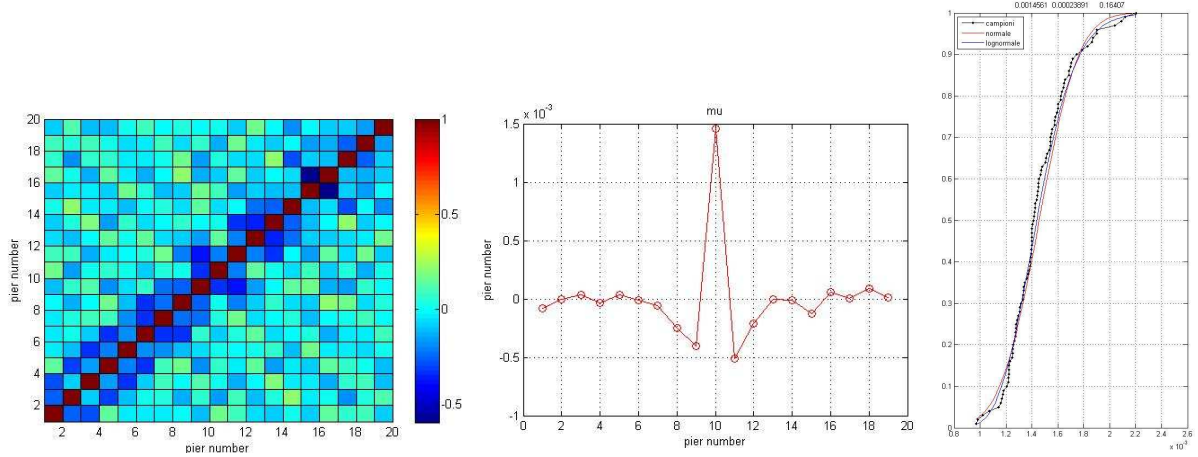 20
18
16
14
12
10
8
6
4
2
pier number
2 4 6 8 10 12 14 16 18 20
pier number
1
0.5
0
-0.5
x 10^-3
mu
1.5
1
0.5
0
-0.5
-1
pier number
0 2 4 6 8 10 12 14 16 18 20
pier number
0.0014561 0.00023891 0.16407
campioni
normale
lognormale
1
0.9
0.8
0.7
0.6
0.5
0.4
0.3
0.2
0.1
0
0.8 1 1.2 1.4 1.6 1.8 2 2.2 2.4 2.6
x 10^-3